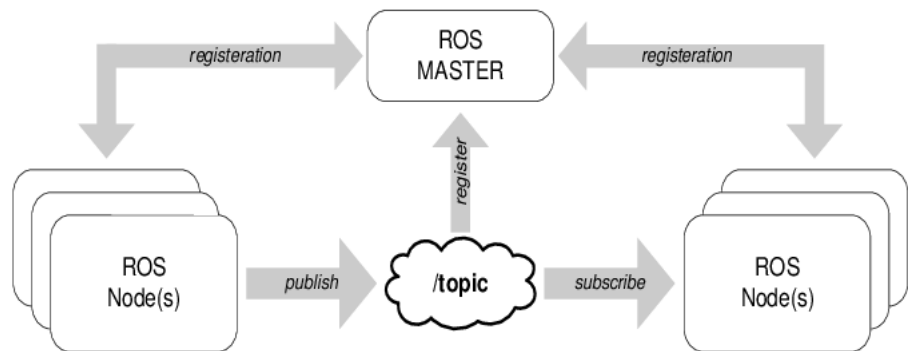 ROS
MASTER
registeration
registeration
register
ROS
Node(s)
publish
/topic
subscribe
ROS
Node(s)